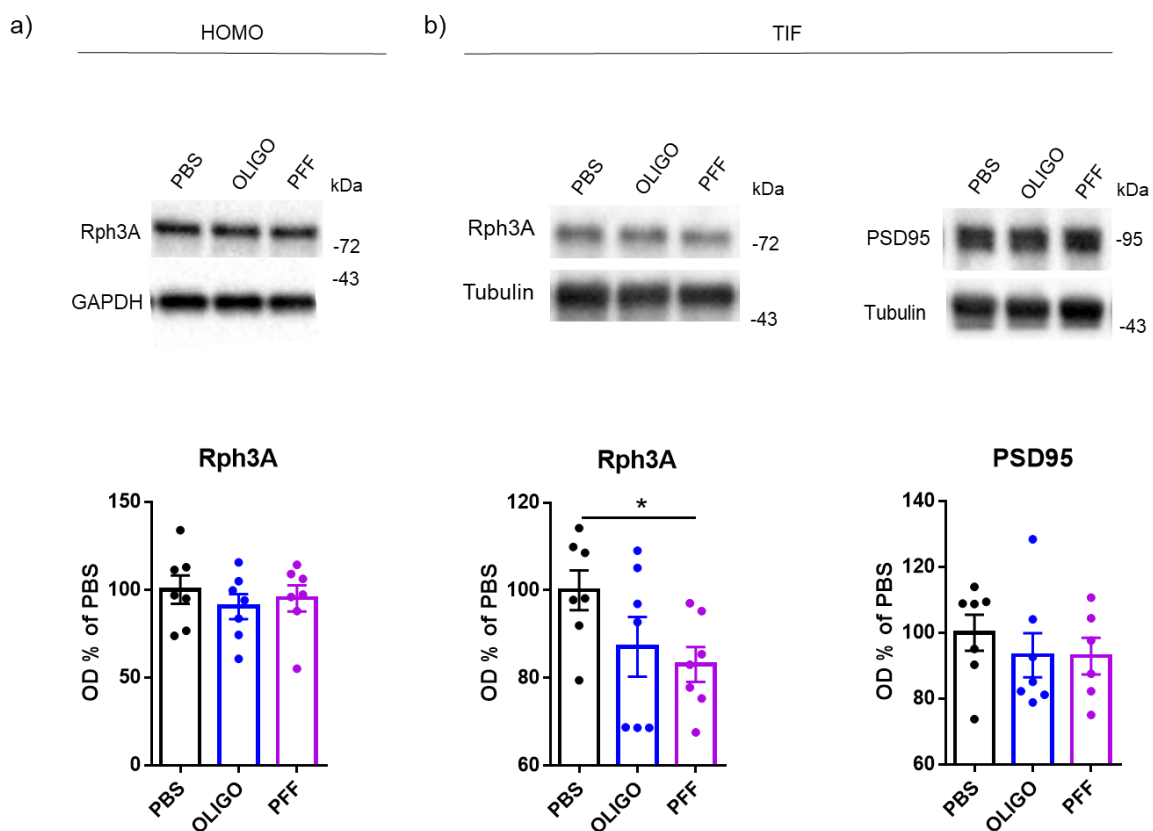 a) HOMO
b) TIF
PBS OLIGO PFF kDa
Rph3A
-72
-43
GAPDH
PBS OLIGO PFF kDa
Rph3A
-72
Tubulin
-43
PBS OLIGO PFF kDa
PSD95 -95
Tubulin -43
Rph3A
OD % of PBS
150
100
50
0
PBS OLIGO PFF
Rph3A
*
OD % of PBS
120
100
80
60
PBS OLIGO PFF
PSD95
OD % of PBS
140
120
100
80
60
PBS OLIGO PFF